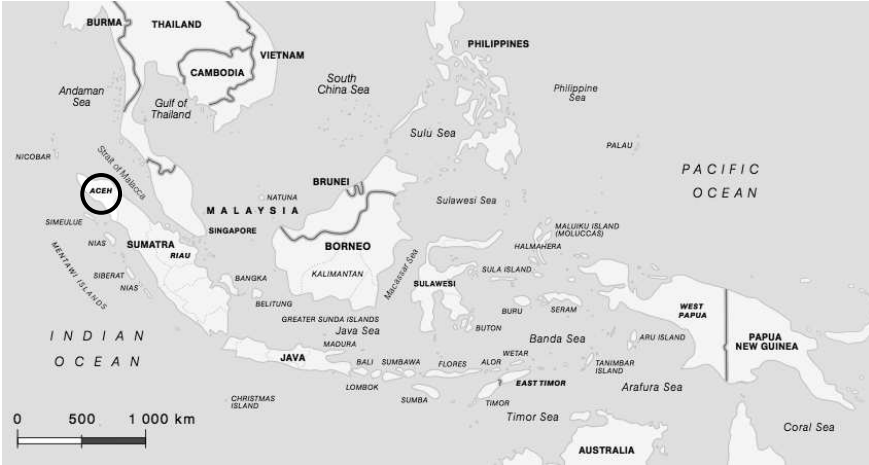 BURMA
THAILAND
VIETNAM
CAMBODIA
PHILIPPINES
Andaman
Sea
Gulf of
Thailand
South
China Sea
Philippine
Sea
Sulu Sea
PALAU
NICOBAR
Strait of Malacca
PACIFIC
OCEAN
ACEH
BRUNEI
NATUNA
MALAYSIA
Sulawesi Sea
SIMEULUE
SINGAPORE
MALUIKU ISLAND
(MOLUCCAS)
HALMAHERA
NIAS
SUMATRA
RIAU
BORNEO
KALIMANTAN
Macassar Sea
MENTAWI ISLANDS
SIBERAT
NIAS
BANGKA
SULAWESI
SULA ISLAND
BELITUNG
BURU
SERAM
WEST
PAPUA
GREATER SUNDA ISLANDS
Java Sea
BUTON
INDIAN
OCEAN
MADURA
Banda Sea
ARU ISLAND
PAPUA
NEW GUINEA
JAVA
BALI
SUMBAWA
FLORES
ALOR
WETAR
TANIMBAR
ISLAND
LOMBOK
EAST TIMOR
Arafura Sea
CHRISTMAS
ISLAND
SUMBA
TIMOR
Timor Sea
0 500 1 000 km
Coral Sea
AUSTRALIA